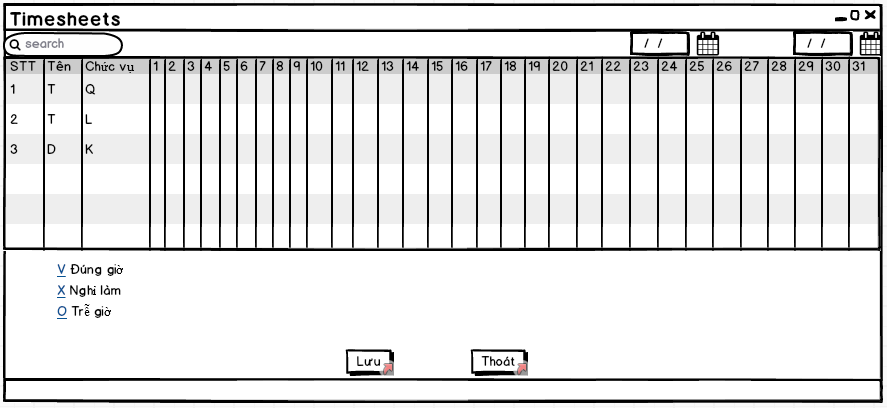 Timesheets
search / / / /
STT Tên Chức vụ 1 2 3 4 5 6 7 8 9 10 11 12 13 14 15 16 17 18 19 20 21 22 23 24 25 26 27 28 29 30 31
1 T Q
2 T L
3 D K
V Đúng giờ
X Nghỉ làm
O Trễ giờ
Lưu Thoát